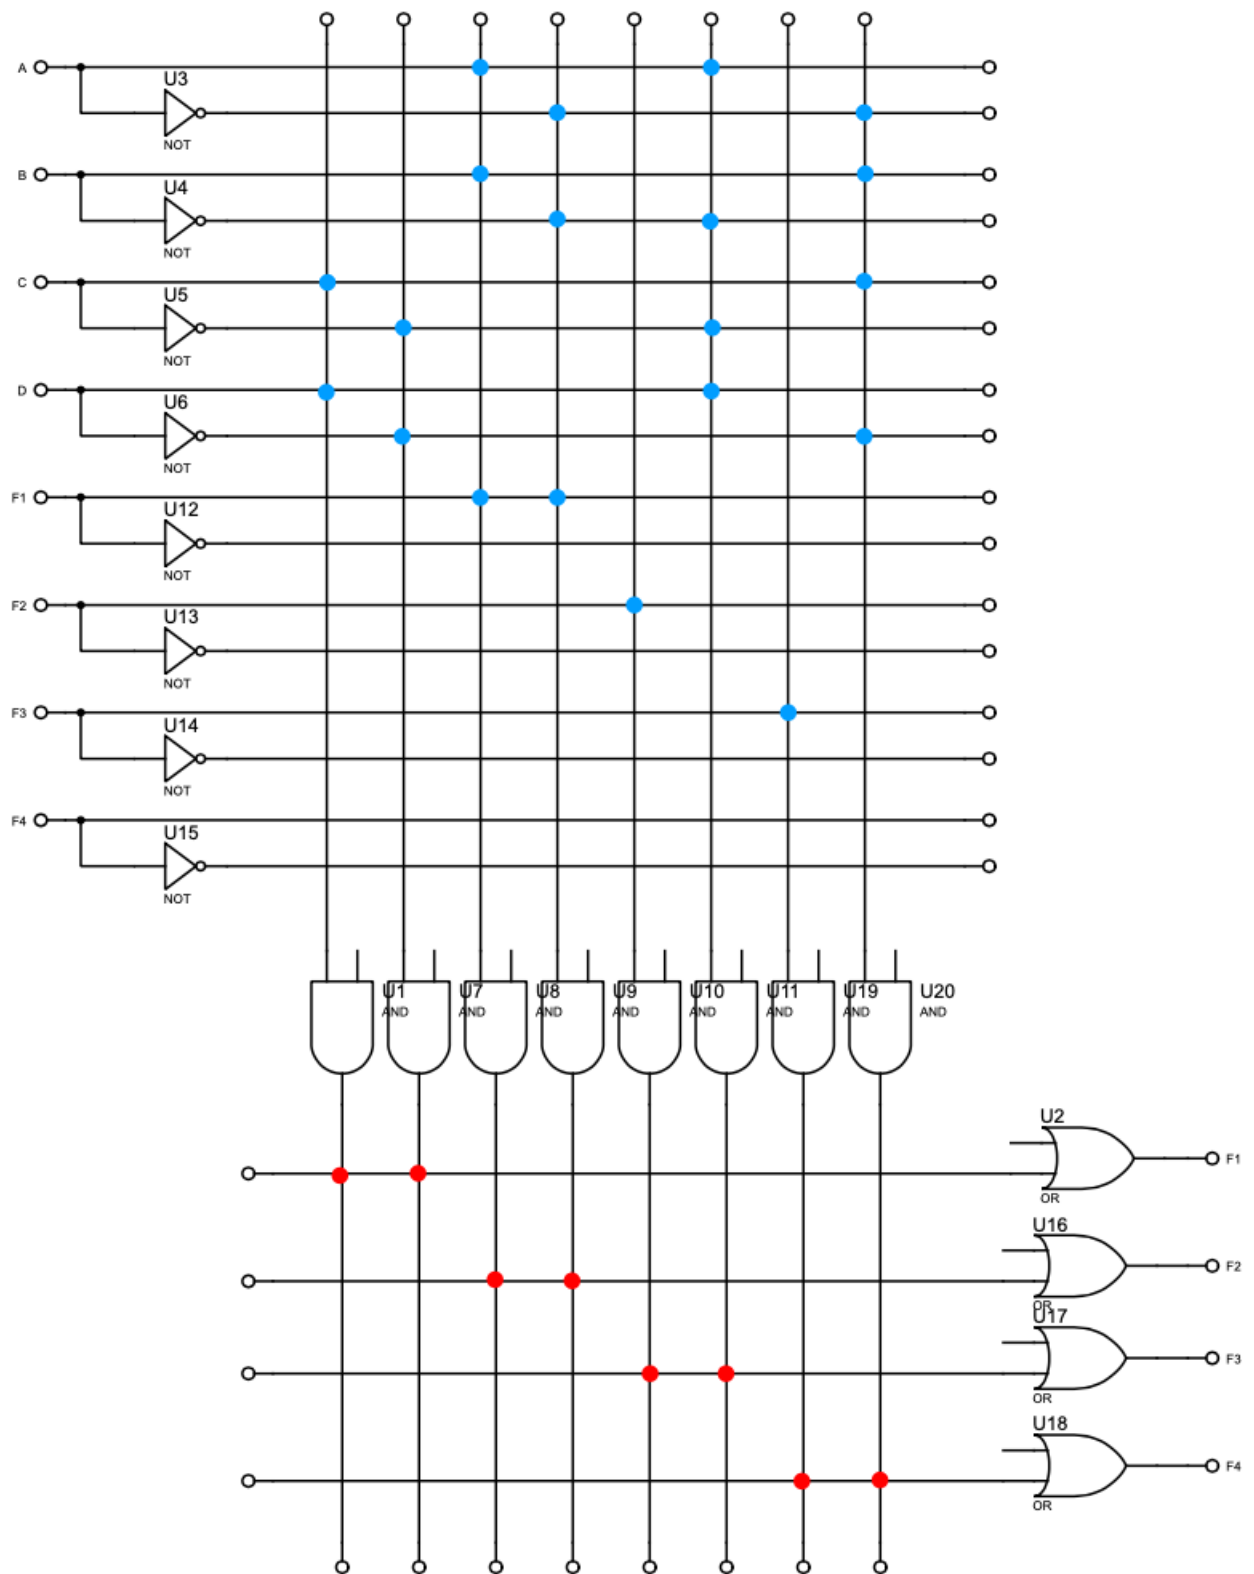 A
U3
NOT
B
U4
NOT
C
U5
NOT
D
U6
NOT
F1
U12
NOT
F2
U13
NOT
F3
U14
NOT
F4
U15
NOT
U1 U7 U8 U9 U10 U11 U19 U20
AND AND AND AND AND AND AND AND
U2
F1
OR
U16
F2
OR
U17
F3
OR
U18
F4
OR